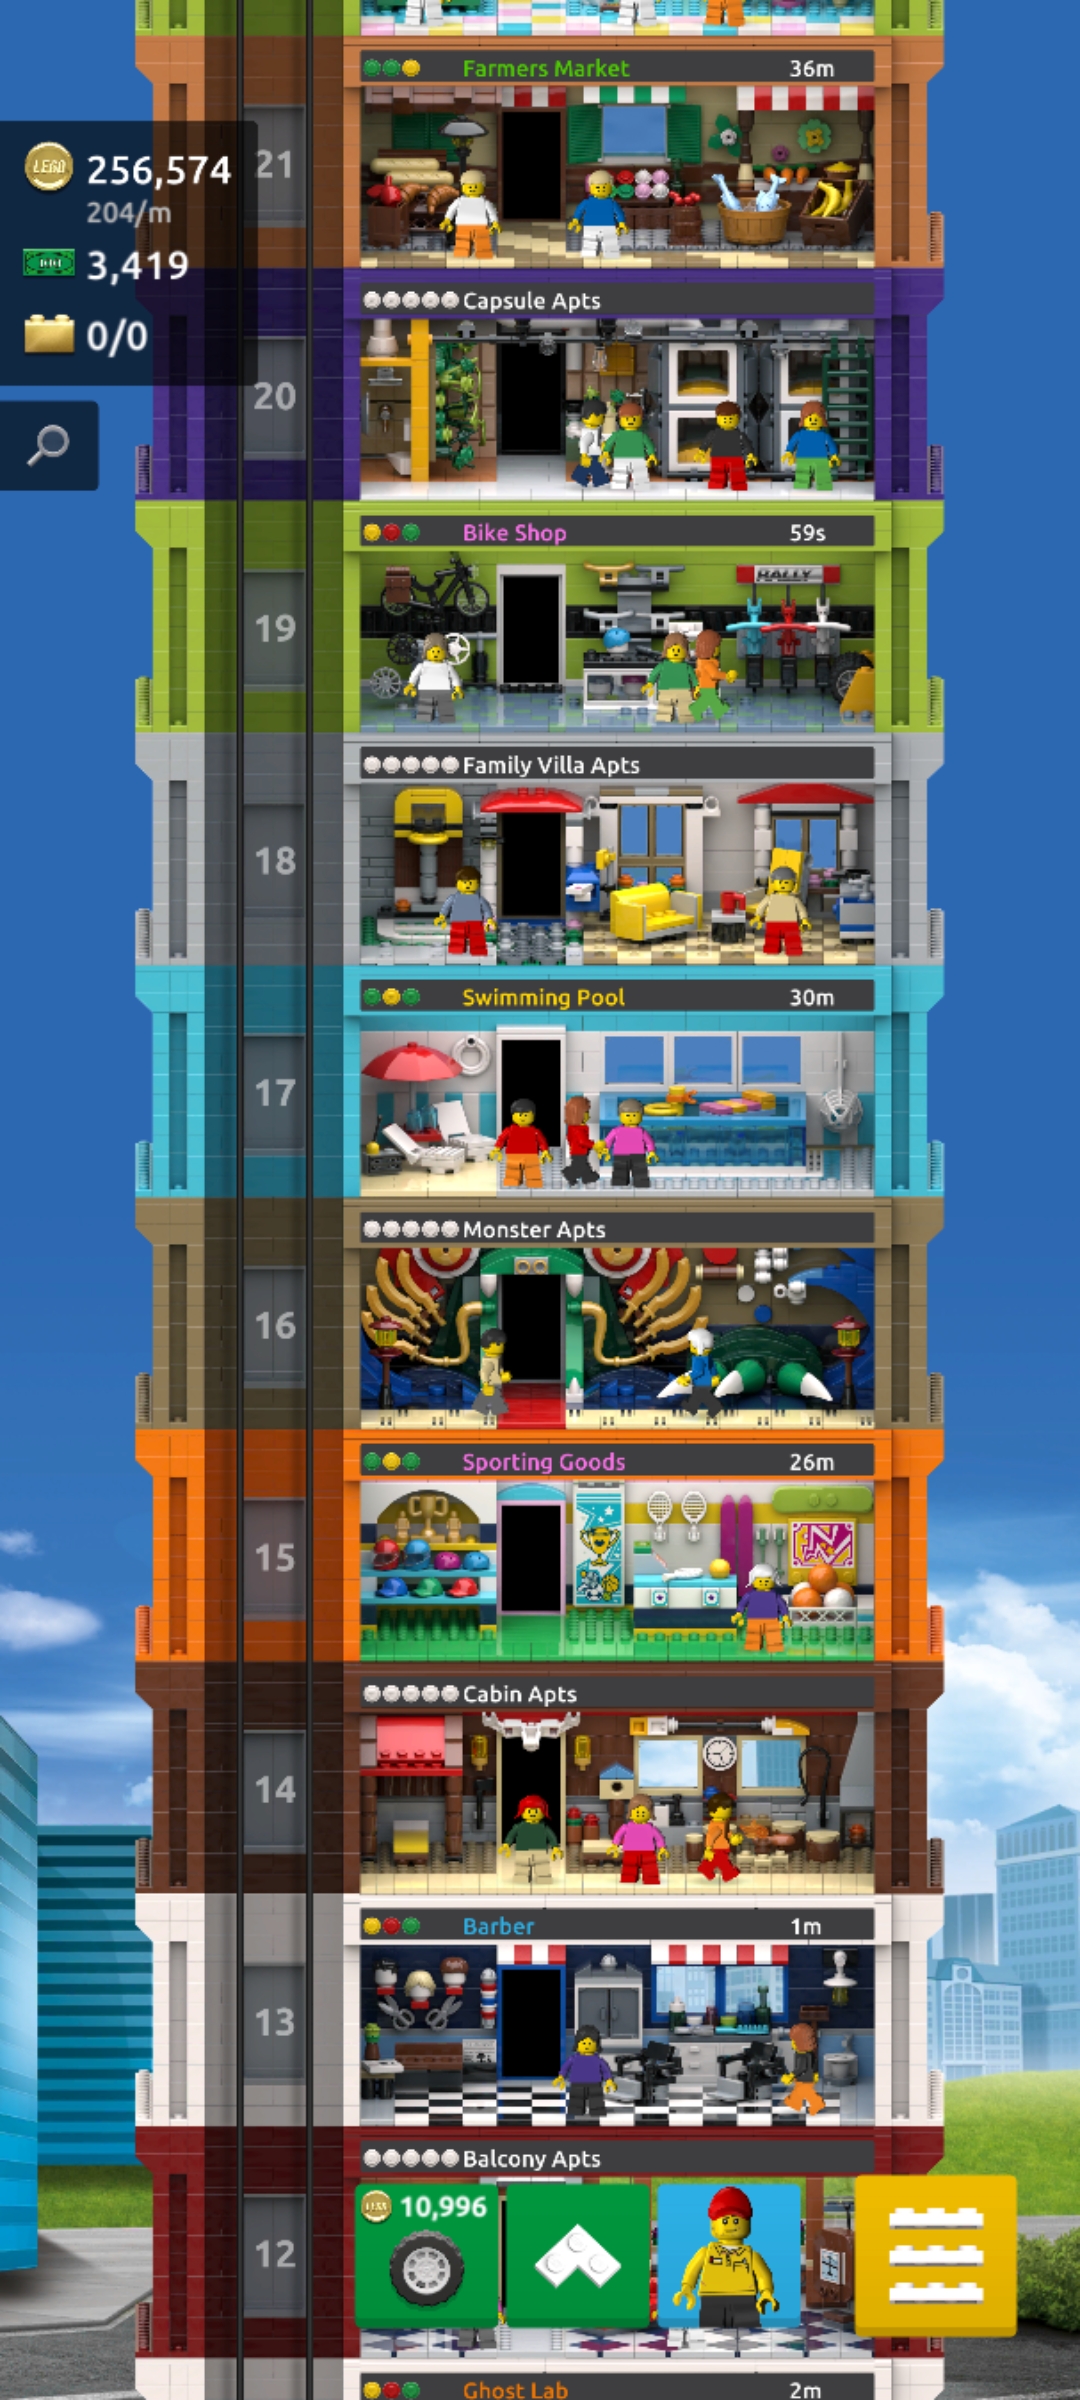 Farmers Market 36m
LEGO 256,574
204/m
3,419
0/0
21
Capsule Apts
20
Bike Shop 59s
RALLY
19
Family Villa Apts
18
Swimming Pool 30m
17
Monster Apts
16
Sporting Goods 26m
N
15
Cabin Apts
14
Barber 1m
13
Balcony Apts
10,996
12
Ghost Lab 2m